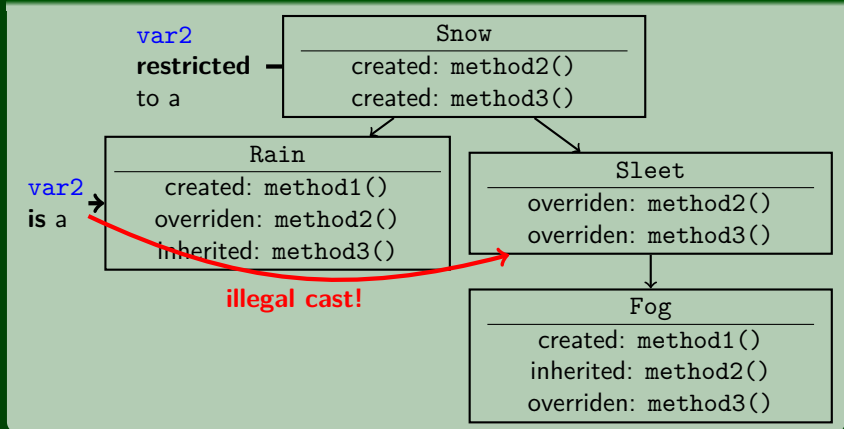 var2
restricted
to a
Snow
created: method2()
created: method3()
var2
is a
Rain
created: method1()
overriden: method2()
inherited: method3()
Sleet
overriden: method2()
overriden: method3()
illegal cast!
Fog
created: method1()
inherited: method2()
overriden: method3()